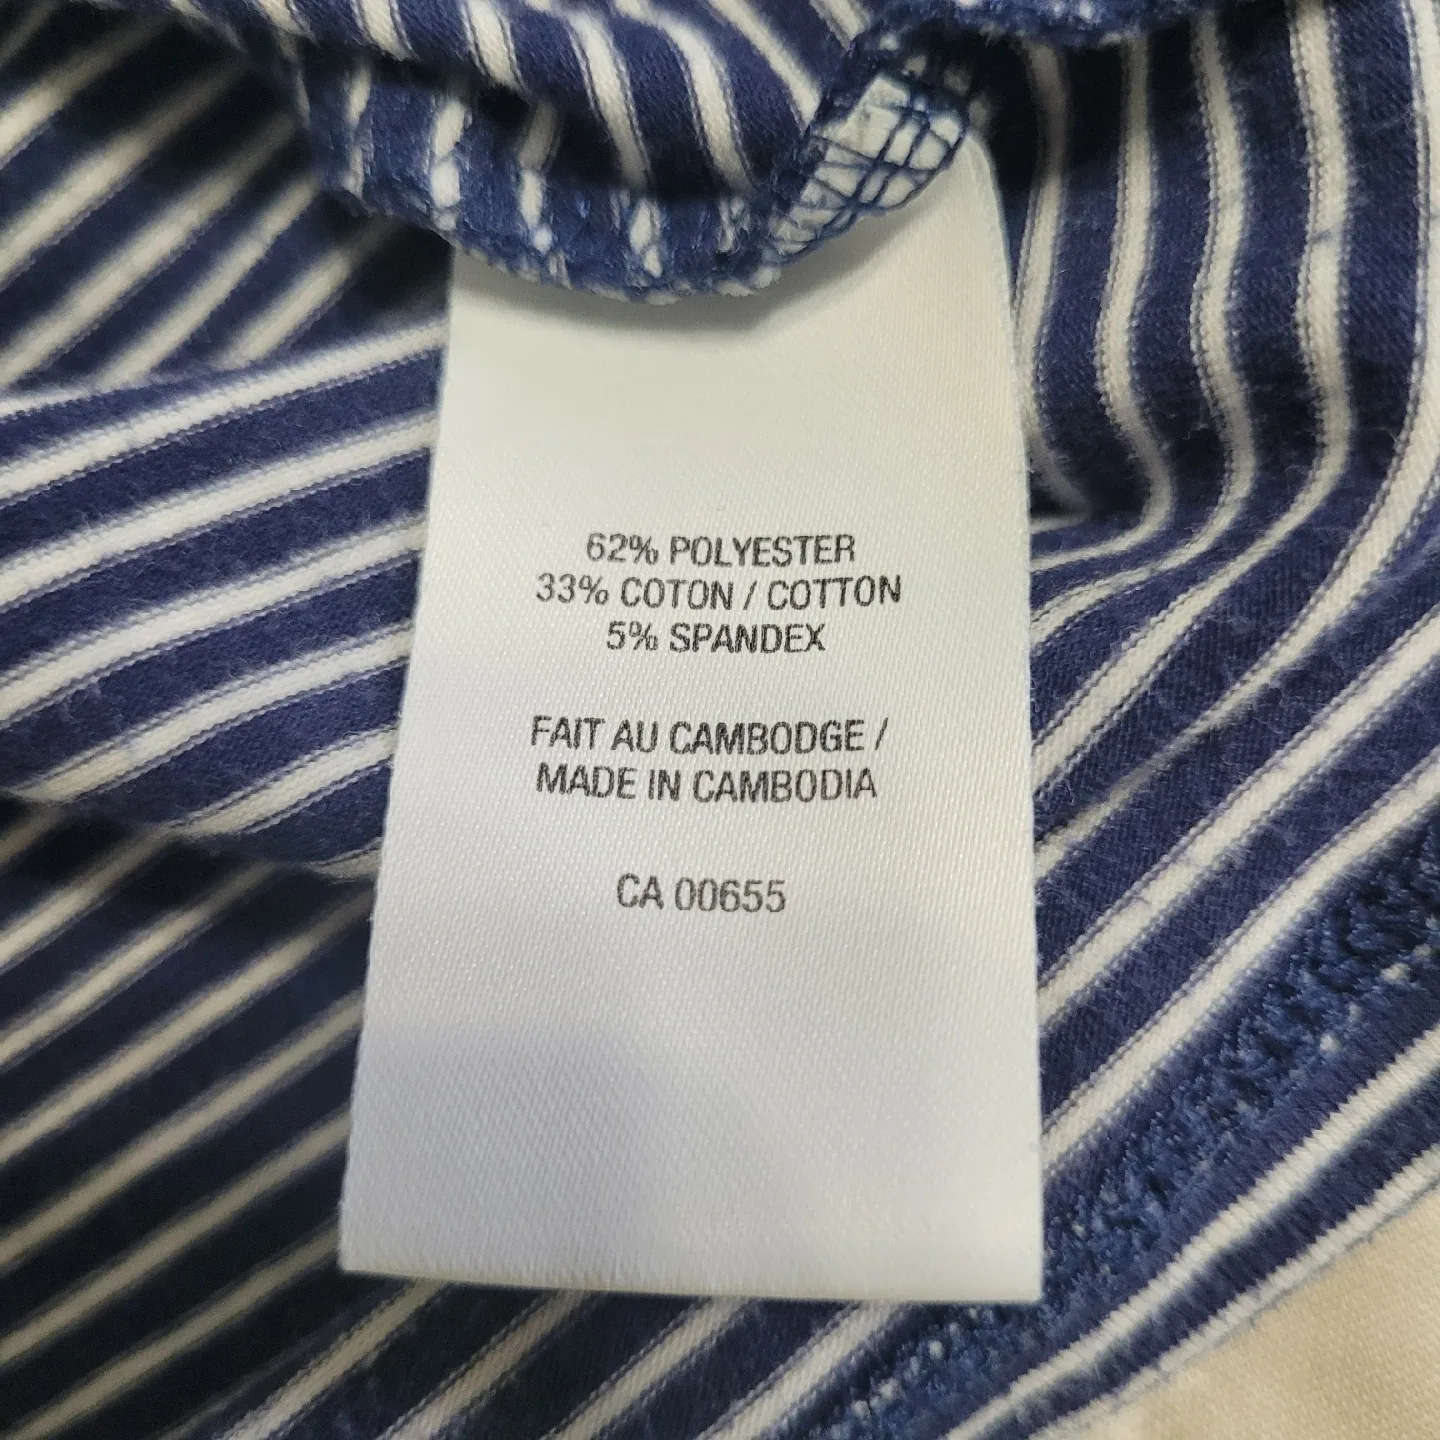 62% POLYESTER
33% COTON / COTTON
5% SPANDEX
FAIT AU CAMBODGE /
MADE IN CAMBODIA
CA 00655